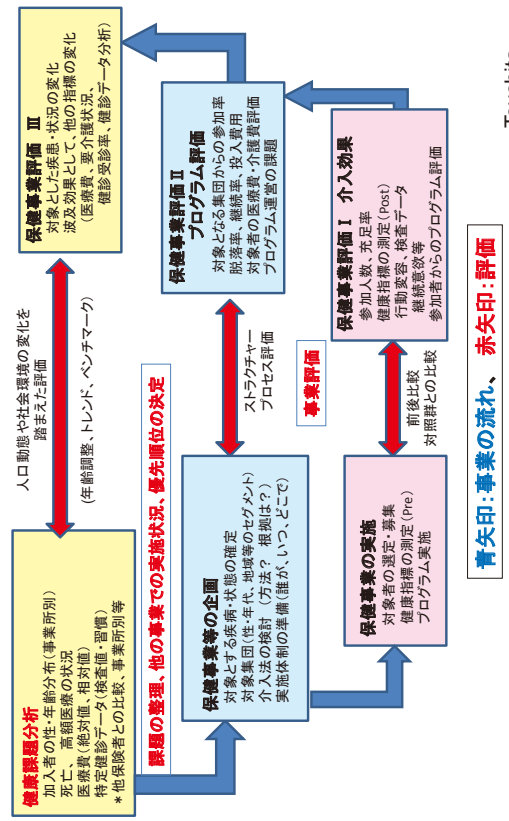 健康課題分析
加入者の性・年齢分布(事業所別)
死亡、高額医療の状況
医療費(絶対値、相対値)
特定健診データ(検査値・習慣)
*他保険者との比較、事業所別等
人口動態や社会環境の変化を
踏まえた評価
(年齢調整、トレンド、ベンチマーク)
保健事業評価 Ⅲ
対象とした疾患・状況の変化
波及効果として、他の指標の変化
(医療費、要介護状況、
健診受診率、健診データ分析)
課題の整理、他の事業での実施状況、優先順位の決定
保健事業等の企画
対象とする疾病・状態の確定
対象集団(性・年代、地域等のセグメント)
介入法の検討 (方法? 根拠は?)
実施体制の準備(誰が、いつ、どこで)
ストラクチャー
プロセス評価
保健事業評価Ⅱ
プログラム評価
対象となる集団からの参加率
脱落率、継続率、投入費用
対象者の医療費・介護費評価
プログラム運営の課題
事業評価
保健事業の実施
対象者の選定・募集
健康指標の測定(Pre)
プログラム実施
前後比較
対照群との比較
保健事業評価Ⅰ 介入効果
参加人数、充足率
健康指標の測定(Post)
行動変容、検査データ
継続意欲等
参加者からのプログラム評価
青矢印:事業の流れ、 赤矢印:評価